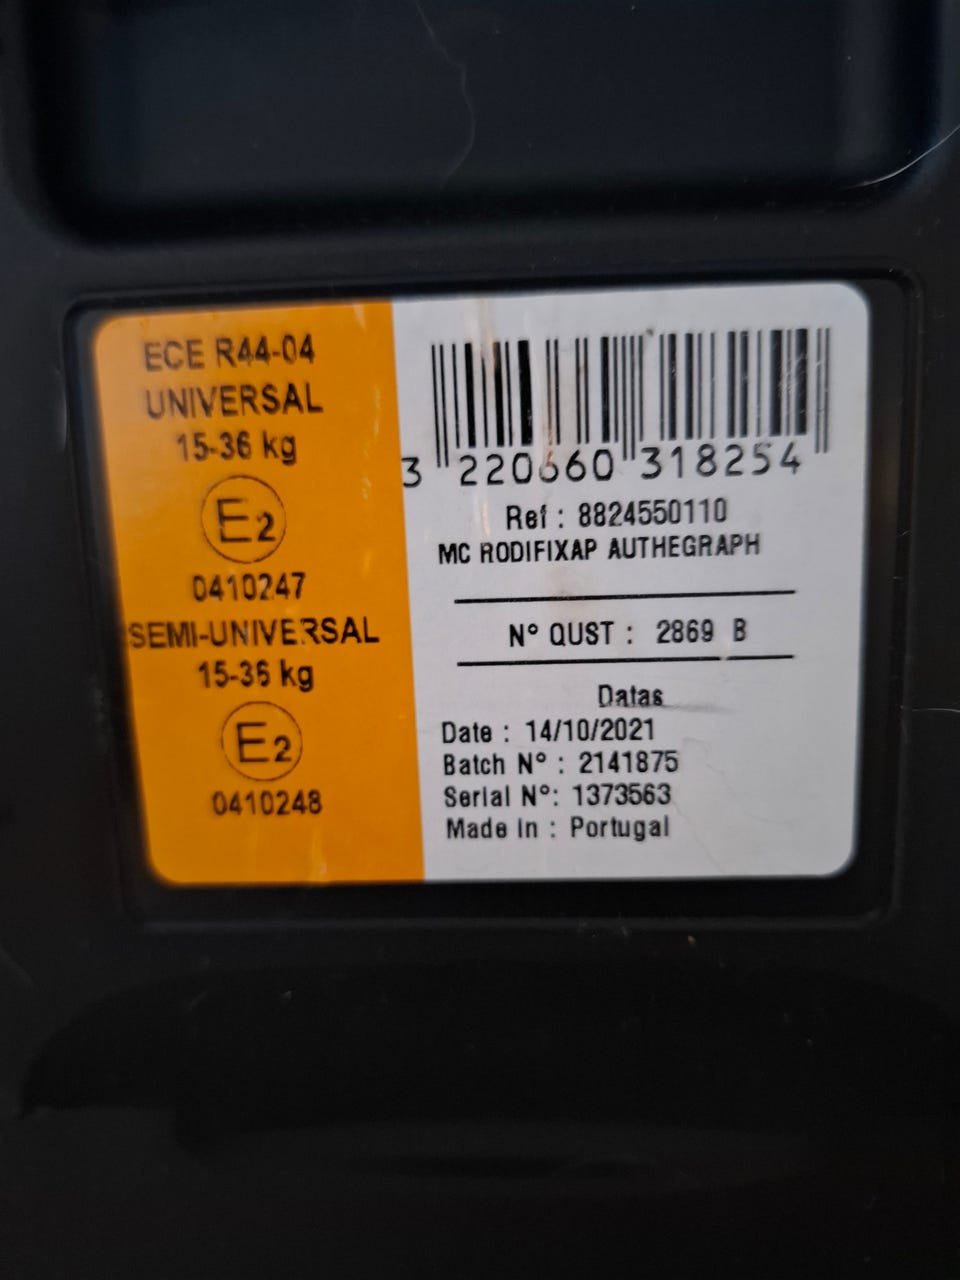 ECE R44-04
UNIVERSAL
15-36 kg
E2
0410247
SEMI-UNIVERSAL
15-36 kg
E2
0410248
3 220660 318254
Ref : 8824550110
MC RODIFIXAP AUTHEGRAPH
N° QUST : 2869 B
Datas
Date : 14/10/2021
Batch N° : 2141875
Serial N°: 1373563
Made In : Portugal